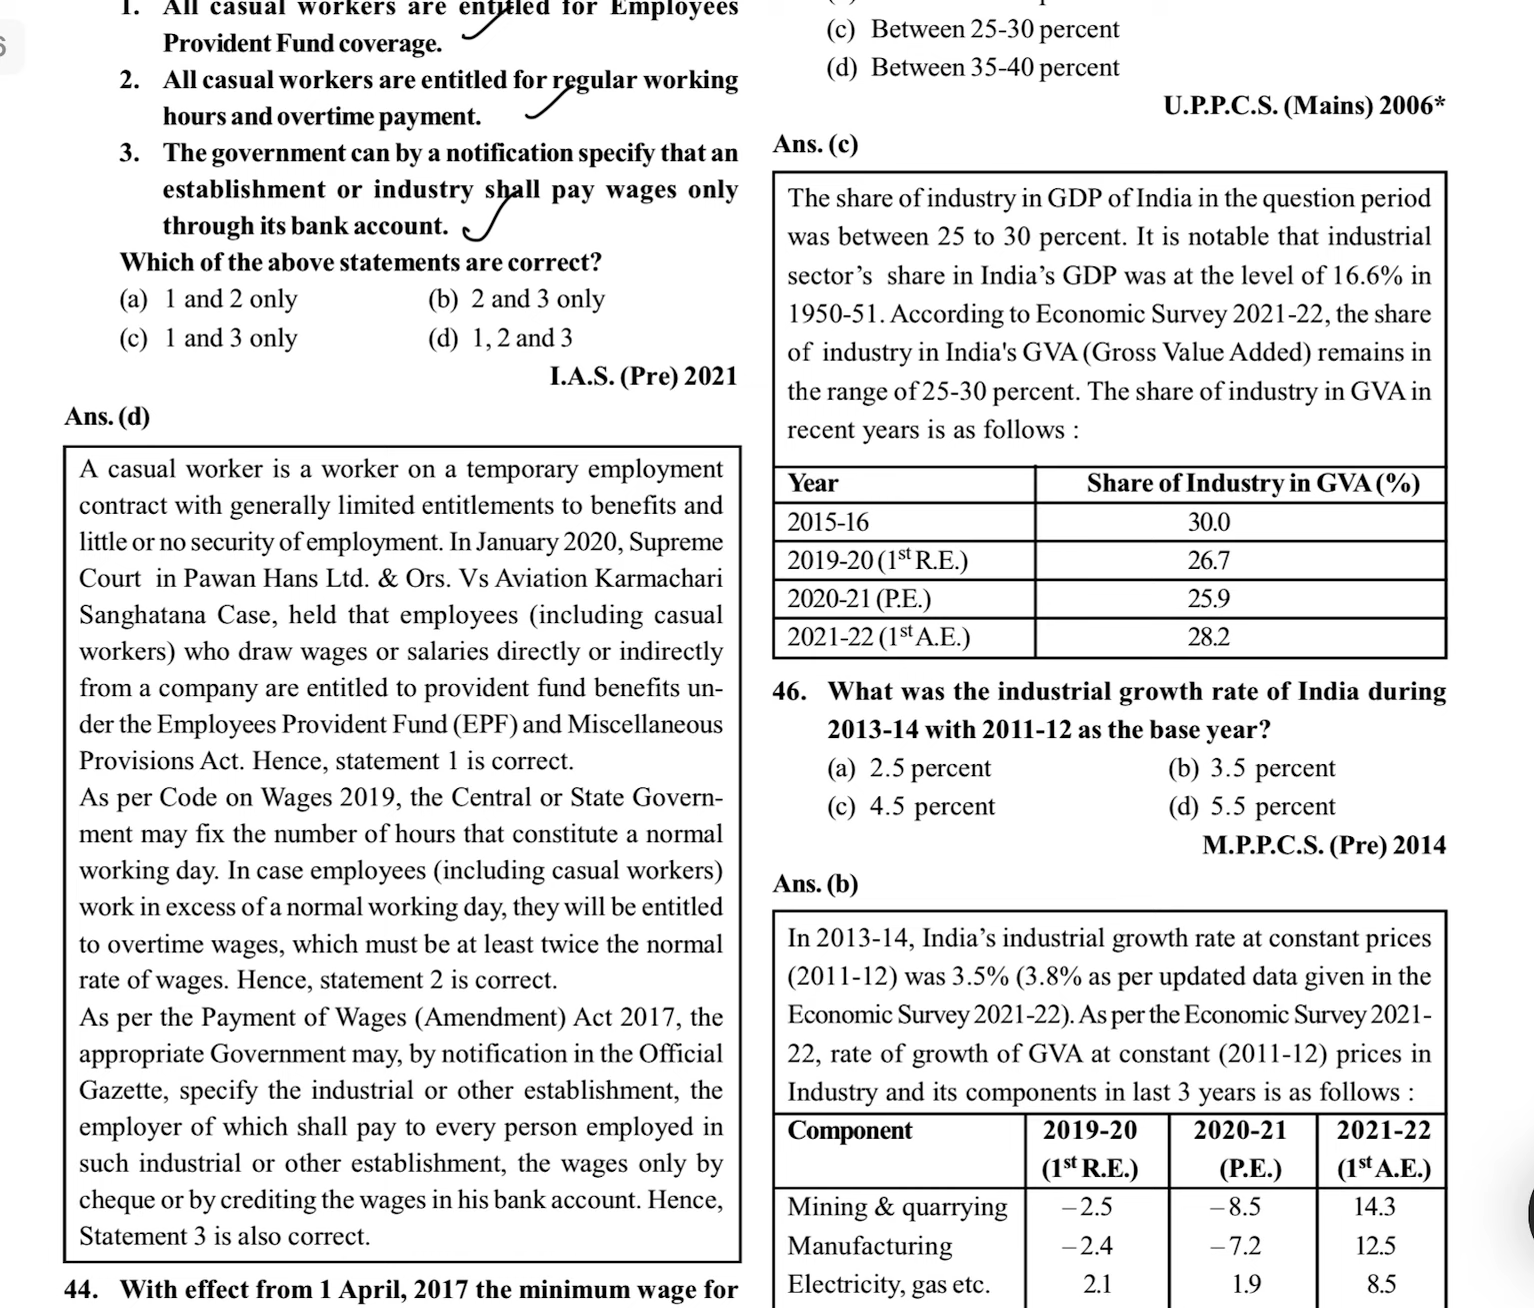 1. All casual workers are entitled for Employees
Provident Fund coverage.
2. All casual workers are entitled for regular working
hours and overtime payment.
3. The government can by a notification specify that an
establishment or industry shall pay wages only
through its bank account.
Which of the above statements are correct?
(a) 1 and 2 only (b) 2 and 3 only
(c) 1 and 3 only (d) 1, 2 and 3
I.A.S. (Pre) 2021
Ans. (d)
A casual worker is a worker on a temporary employment
contract with generally limited entitlements to benefits and
little or no security of employment. In January 2020, Supreme
Court in Pawan Hans Ltd. & Ors. Vs Aviation Karmachari
Sanghatana Case, held that employees (including casual
workers) who draw wages or salaries directly or indirectly
from a company are entitled to provident fund benefits un-
der the Employees Provident Fund (EPF) and Miscellaneous
Provisions Act. Hence, statement 1 is correct.
As per Code on Wages 2019, the Central or State Govern-
ment may fix the number of hours that constitute a normal
working day. In case employees (including casual workers)
work in excess of a normal working day, they will be entitled
to overtime wages, which must be at least twice the normal
rate of wages. Hence, statement 2 is correct.
As per the Payment of Wages (Amendment) Act 2017, the
appropriate Government may, by notification in the Official
Gazette, specify the industrial or other establishment, the
employer of which shall pay to every person employed in
such industrial or other establishment, the wages only by
cheque or by crediting the wages in his bank account. Hence,
Statement 3 is also correct.
44. With effect from 1 April, 2017 the minimum wage for
(c) Between 25-30 percent
(d) Between 35-40 percent
U.P.P.C.S. (Mains) 2006*
Ans. (c)
The share of industry in GDP of India in the question period
was between 25 to 30 percent. It is notable that industrial
sector's share in India's GDP was at the level of 16.6% in
1950-51. According to Economic Survey 2021-22, the share
of industry in India's GVA (Gross Value Added) remains in
the range of 25-30 percent. The share of industry in GVA in
recent years is as follows :
Year Share of Industry in GVA (%)
2015-16 30.0
2019-20 (1st R.E.) 26.7
2020-21 (P.E.) 25.9
2021-22 (1st A.E.) 28.2
46. What was the industrial growth rate of India during
2013-14 with 2011-12 as the base year?
(a) 2.5 percent (b) 3.5 percent
(c) 4.5 percent (d) 5.5 percent
M.P.P.C.S. (Pre) 2014
Ans. (b)
In 2013-14, India's industrial growth rate at constant prices
(2011-12) was 3.5% (3.8% as per updated data given in the
Economic Survey 2021-22). As per the Economic Survey 2021-
22, rate of growth of GVA at constant (2011-12) prices in
Industry and its components in last 3 years is as follows :
Component 2019-20 2020-21 2021-22
(1st R.E.) (P.E.) (1st A.E.)
Mining & quarrying –2.5 –8.5 14.3
Manufacturing –2.4 –7.2 12.5
Electricity, gas etc. 2.1 1.9 8.5